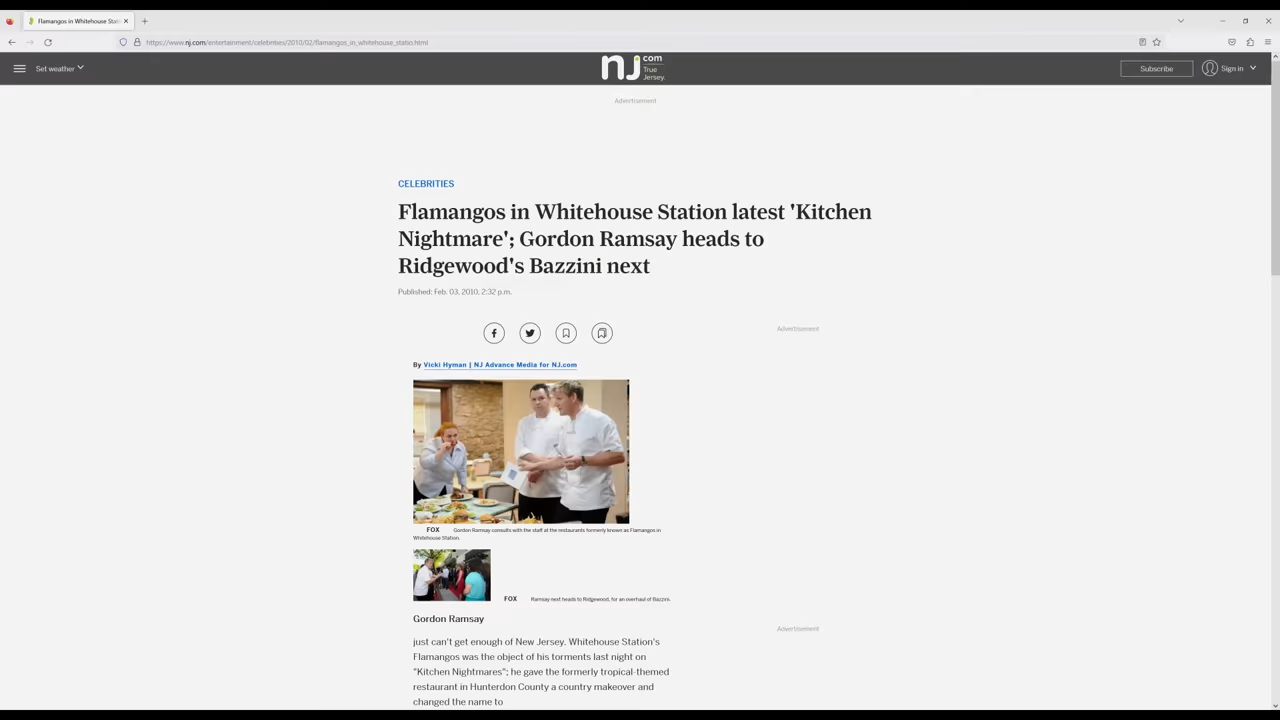 Flamangos in Whitehouse Stati
https://www.nj.com/entertainment/celebrities/2010/02/flamangos_in_whitehouse_statio.html
Set weather
nj.com
True
Jersey.
Subscribe
Sign in
Advertisement
CELEBRITIES
Flamangos in Whitehouse Station latest 'Kitchen
Nightmare'; Gordon Ramsay heads to
Ridgewood's Bazzini next
Published: Feb. 03, 2010, 2:32 p.m.
Advertisement
By Vicki Hyman | NJ Advance Media for NJ.com
FOX Gordon Ramsay consults with the staff at the restaurants formerly known as Flamangos in
Whitehouse Station.
FOX Ramsay next heads to Ridgewood, for an overhaul of Bazzini.
Gordon Ramsay
Advertisement
just can't get enough of New Jersey. Whitehouse Station's
Flamangos was the object of his torments last night on
"Kitchen Nightmares"; he gave the formerly tropical-themed
restaurant in Hunterdon County a country makeover and
changed the name to